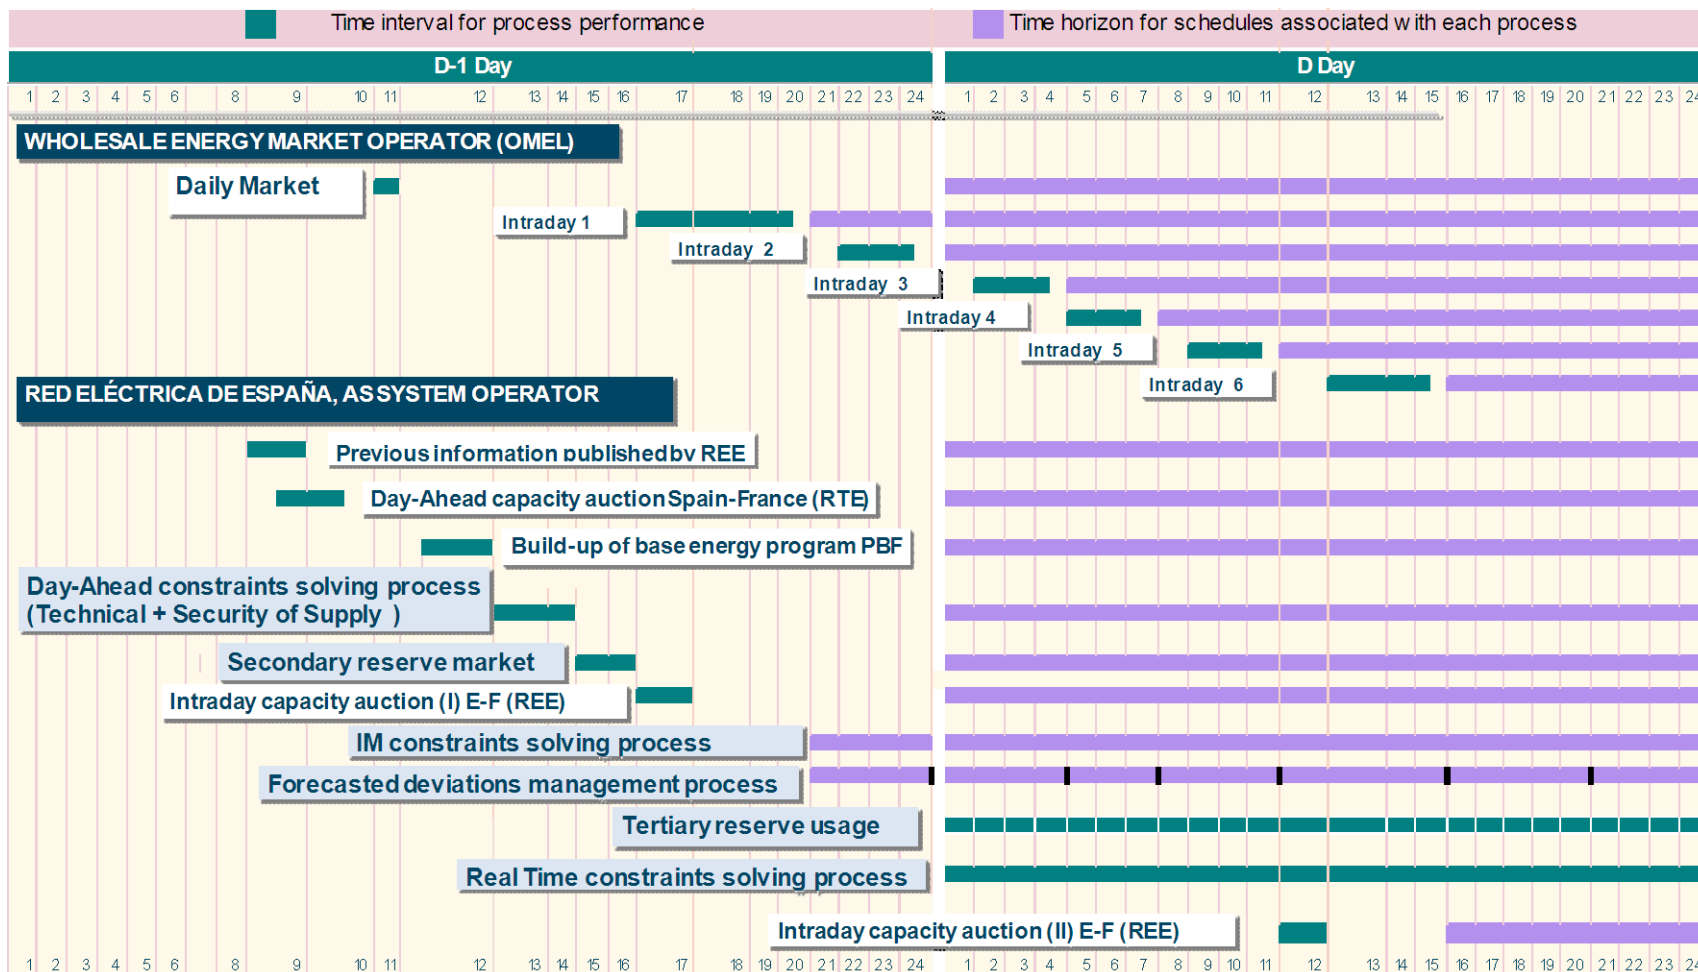 Time interval for process performance
Time horizon for schedules associated with each process
D-1 Day
D Day
1 2 3 4 5 6 8 9 10 11 12 13 14 15 16 17 18 19 20 21 22 23 24
1 2 3 4 5 6 7 8 9 10 11 12 13 14 15 16 17 18 19 20 21 22 23 24
WHOLESALE ENERGY MARKET OPERATOR (OMEL)
Daily Market
Intraday 1
Intraday 2
Intraday 3
Intraday 4
Intraday 5
Intraday 6
RED ELÉCTRICA DE ESPAÑA, AS SYSTEM OPERATOR
Previous information published by REE
Day-Ahead capacity auction Spain-France (RTE)
Build-up of base energy program PBF
Day-Ahead constraints solving process
(Technical + Security of Supply )
Secondary reserve market
Intraday capacity auction (I) E-F (REE)
IM constraints solving process
Forecasted deviations management process
Tertiary reserve usage
Real Time constraints solving process
Intraday capacity auction (II) E-F (REE)
1 2 3 4 5 6 8 9 10 11 12 13 14 15 16 17 18 19 20 21 22 23 24
1 2 3 4 5 6 7 8 9 10 11 12 13 14 15 16 17 18 19 20 21 22 23 24